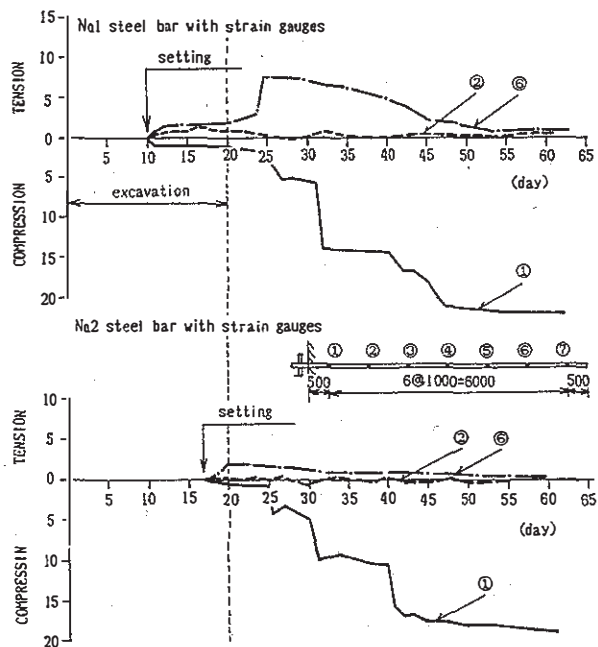 15
No.1 steel bar with strain gauges
TENSION
10
setting
② ⑥
5
0
5 10 15 20 25 30 35 40 45 50 55 60 65
(day)
COMPRESSION
5
excavation
10
15
①
20
No.2 steel bar with strain gauges
① ② ③ ④ ⑤ ⑥ ⑦
500 6@1000=6000 500
TENSION
10
setting
5
② ⑥
0
5 10 15 20 25 30 35 40 45 50 55 60 65
(day)
COMPRESSIN
5
10
①
15
20